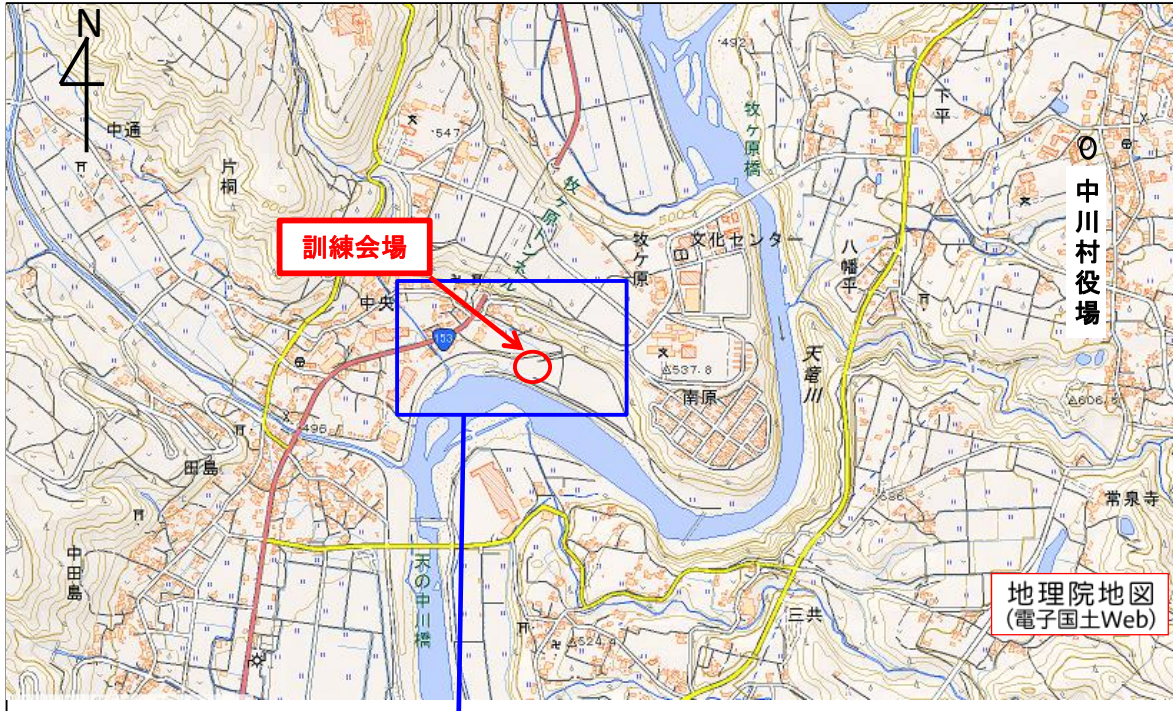 N
中通
片桐
547
600
牧ヶ原トンネル
訓練会場
中央
153
496
田島
中田島
天の中川橋
492
牧ヶ原橋
500
牧ヶ原
文化センター
537.8
南原
天竜川
下平
八幡平
中川村役場
606.5
常泉寺
三共
524.4
地理院地図
(電子国土Web)